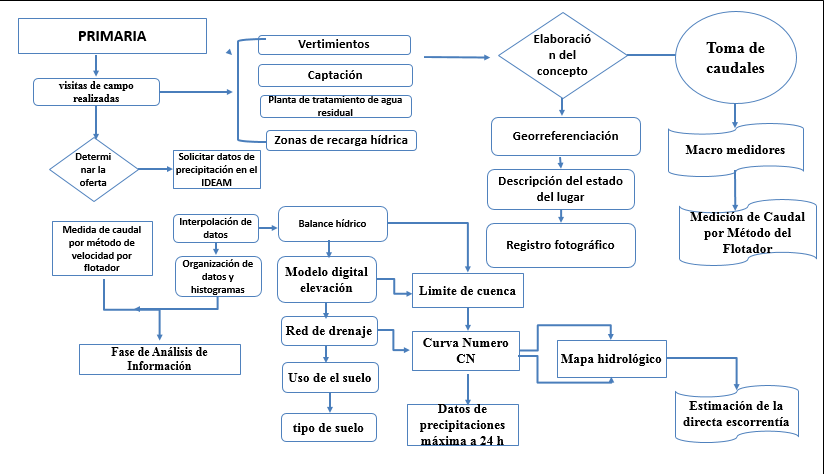 PRIMARIA
visitas de campo
realizadas
Determi
nar la
oferta
Solicitar datos de
precipitación en el
IDEAM
Vertimientos
Captación
Planta de tratamiento de agua
residual
Zonas de recarga hídrica
Elaboració
n del
concepto
Georreferenciación
Descripción del estado
del lugar
Registro fotográfico
Toma de
caudales
Macro medidores
Medición de Caudal
por Método del
Flotador
Medida de caudal
por método de
velocidad por
flotador
Interpolación de
datos
Organización de
datos y
histogramas
Fase de Análisis de
Información
Balance hídrico
Modelo digital
elevación
Red de drenaje
Uso de el suelo
tipo de suelo
Limite de cuenca
Curva Numero
CN
Datos de
precipitaciones
máxima a 24 h
Mapa hidrológico
Estimación de la
directa escorrentía